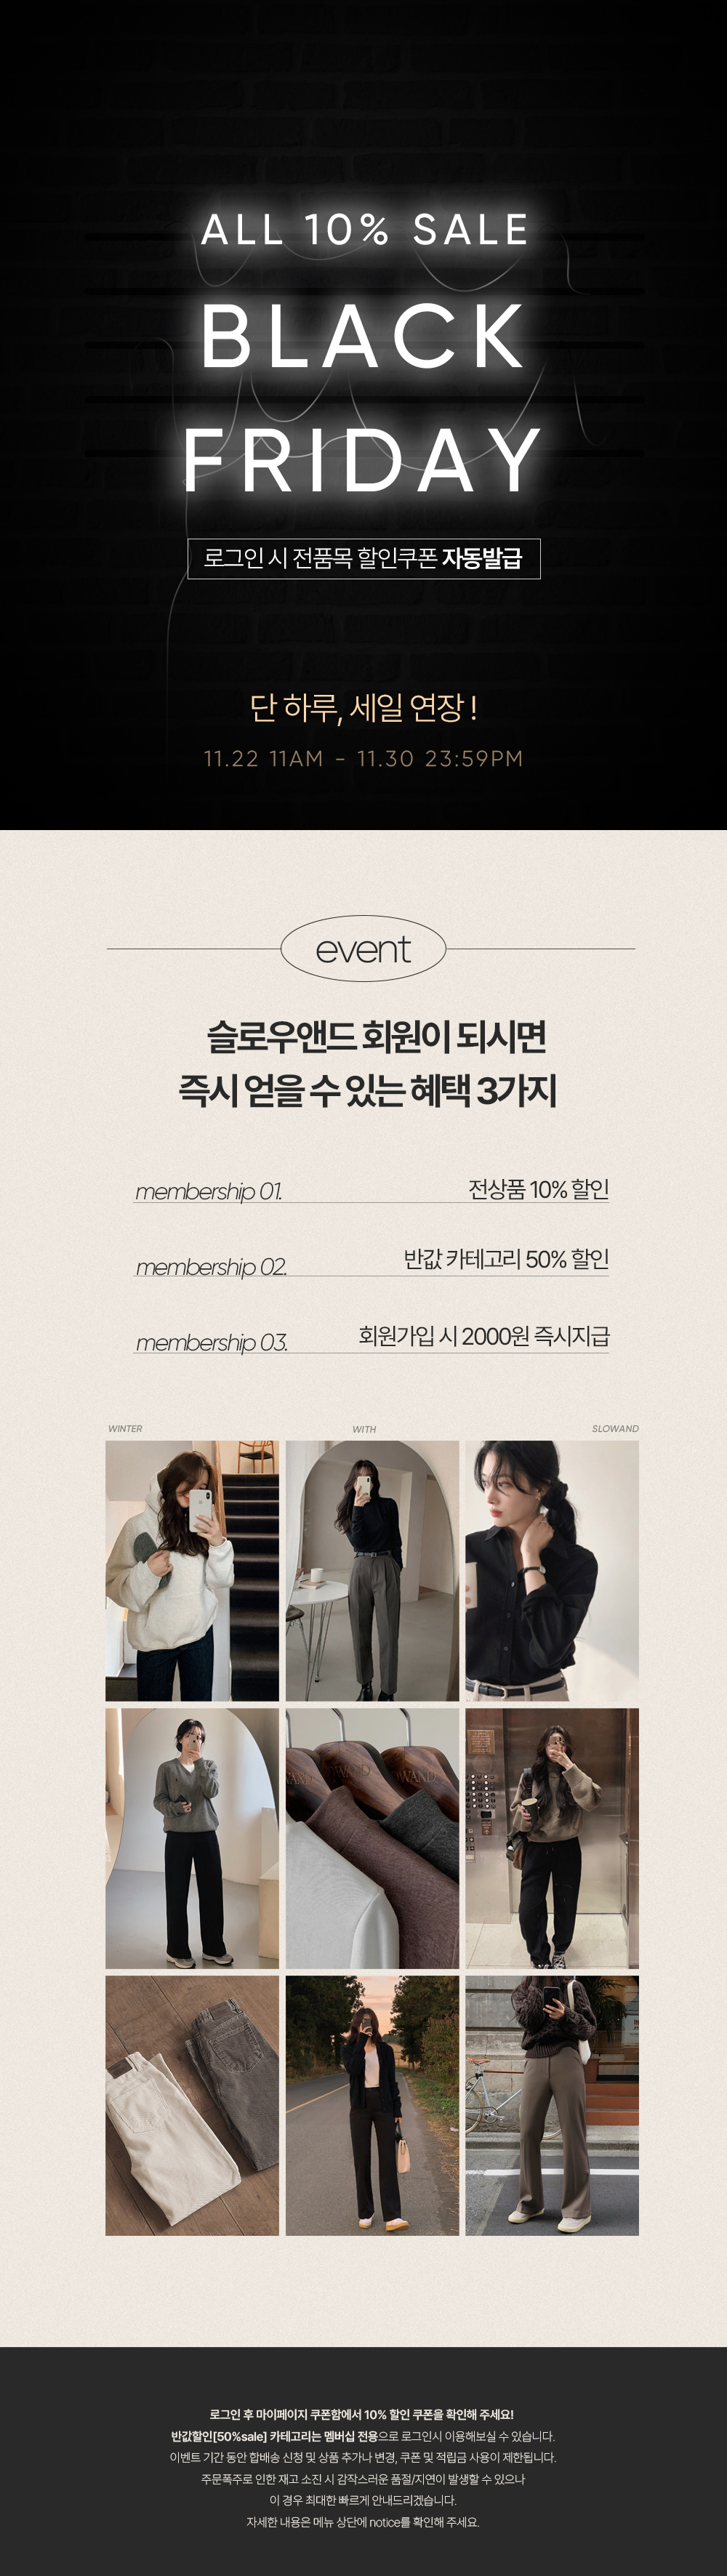 ALL 10% SALE
BLACK
FRIDAY
로그인 시 전품목 할인쿠폰 자동발급
단 하루, 세일 연장 !
11.22 11AM - 11.30 23:59PM
event
슬로우앤드 회원이 되시면
즉시 얻을 수 있는 혜택 3가지
membership 01. 전상품 10% 할인
membership 02. 반값 카테고리 50% 할인
membership 03. 회원가입 시 2000원 즉시지급
WINTER WITH SLOWAND
로그인 후 마이페이지 쿠폰함에서 10% 할인 쿠폰을 확인해 주세요!
반값할인[50%sale] 카테고리는 멤버십 전용으로 로그인시 이용해보실 수 있습니다.
이벤트 기간 동안 합배송 신청 및 상품 추가나 변경, 쿠폰 및 적립금 사용이 제한됩니다.
주문폭주로 인한 재고 소진 시 갑작스러운 품절/지연이 발생할 수 있으나
이 경우 최대한 빠르게 안내드리겠습니다.
자세한 내용은 메뉴 상단에 notice를 확인해 주세요.